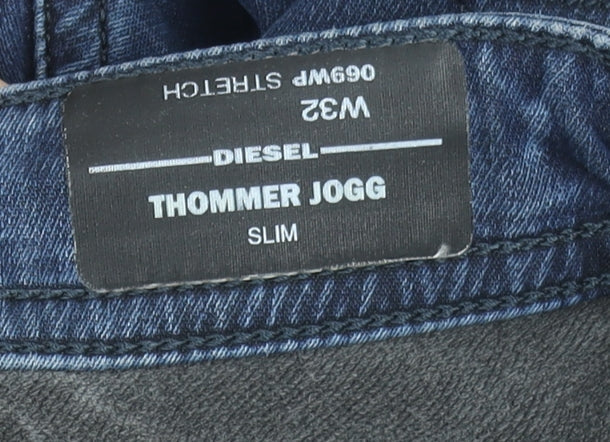 069WP STRETCH
W32
DIESEL
THOMMER JOGG
SLIM